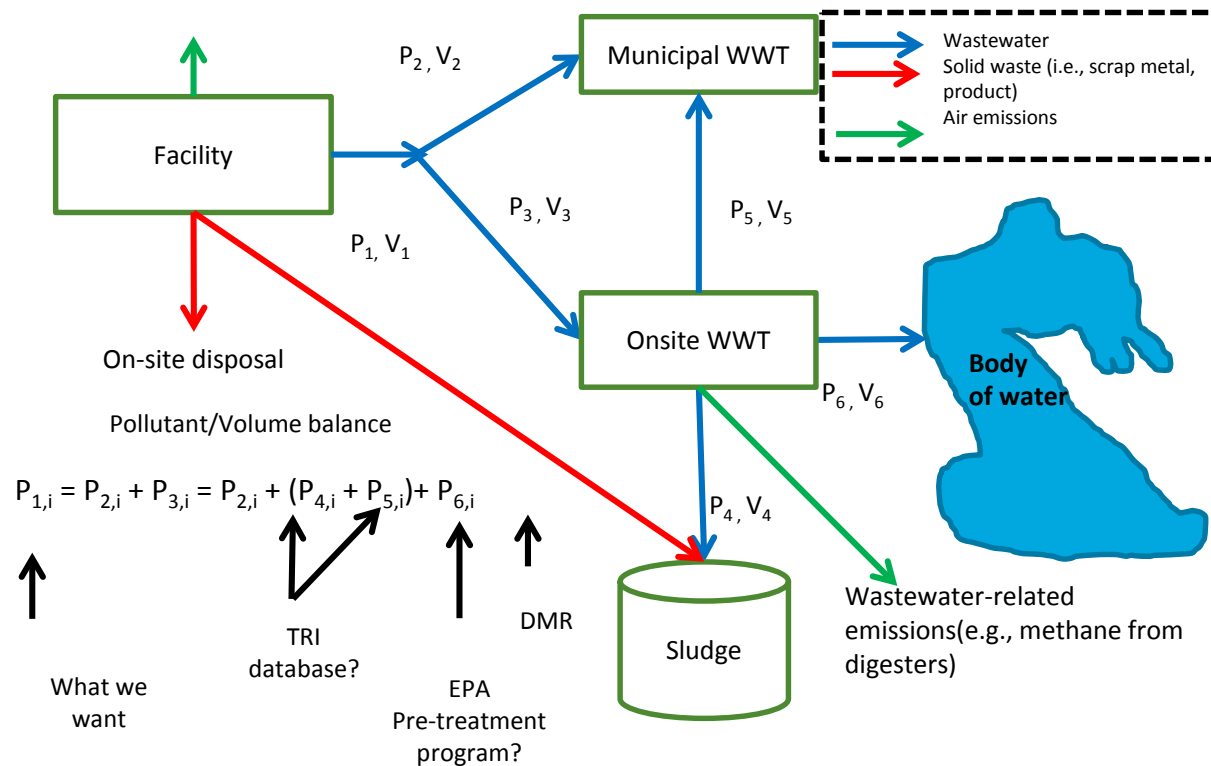 P2 , V2
Municipal WWT
Wastewater
Solid waste (i.e., scrap metal,
product)
Air emissions
Facility
P3 , V3
P5 , V5
P1, V1
Onsite WWT
On-site disposal
Body
of water
P6 , V6
Pollutant/Volume balance
P1,i = P2,i + P3,i = P2,i + (P4,i + P5,i)+ P6,i
P4 , V4
Wastewater-related
emissions(e.g., methane from
digesters)
DMR
TRI
database?
Sludge
What we
want
EPA
Pre-treatment
program?